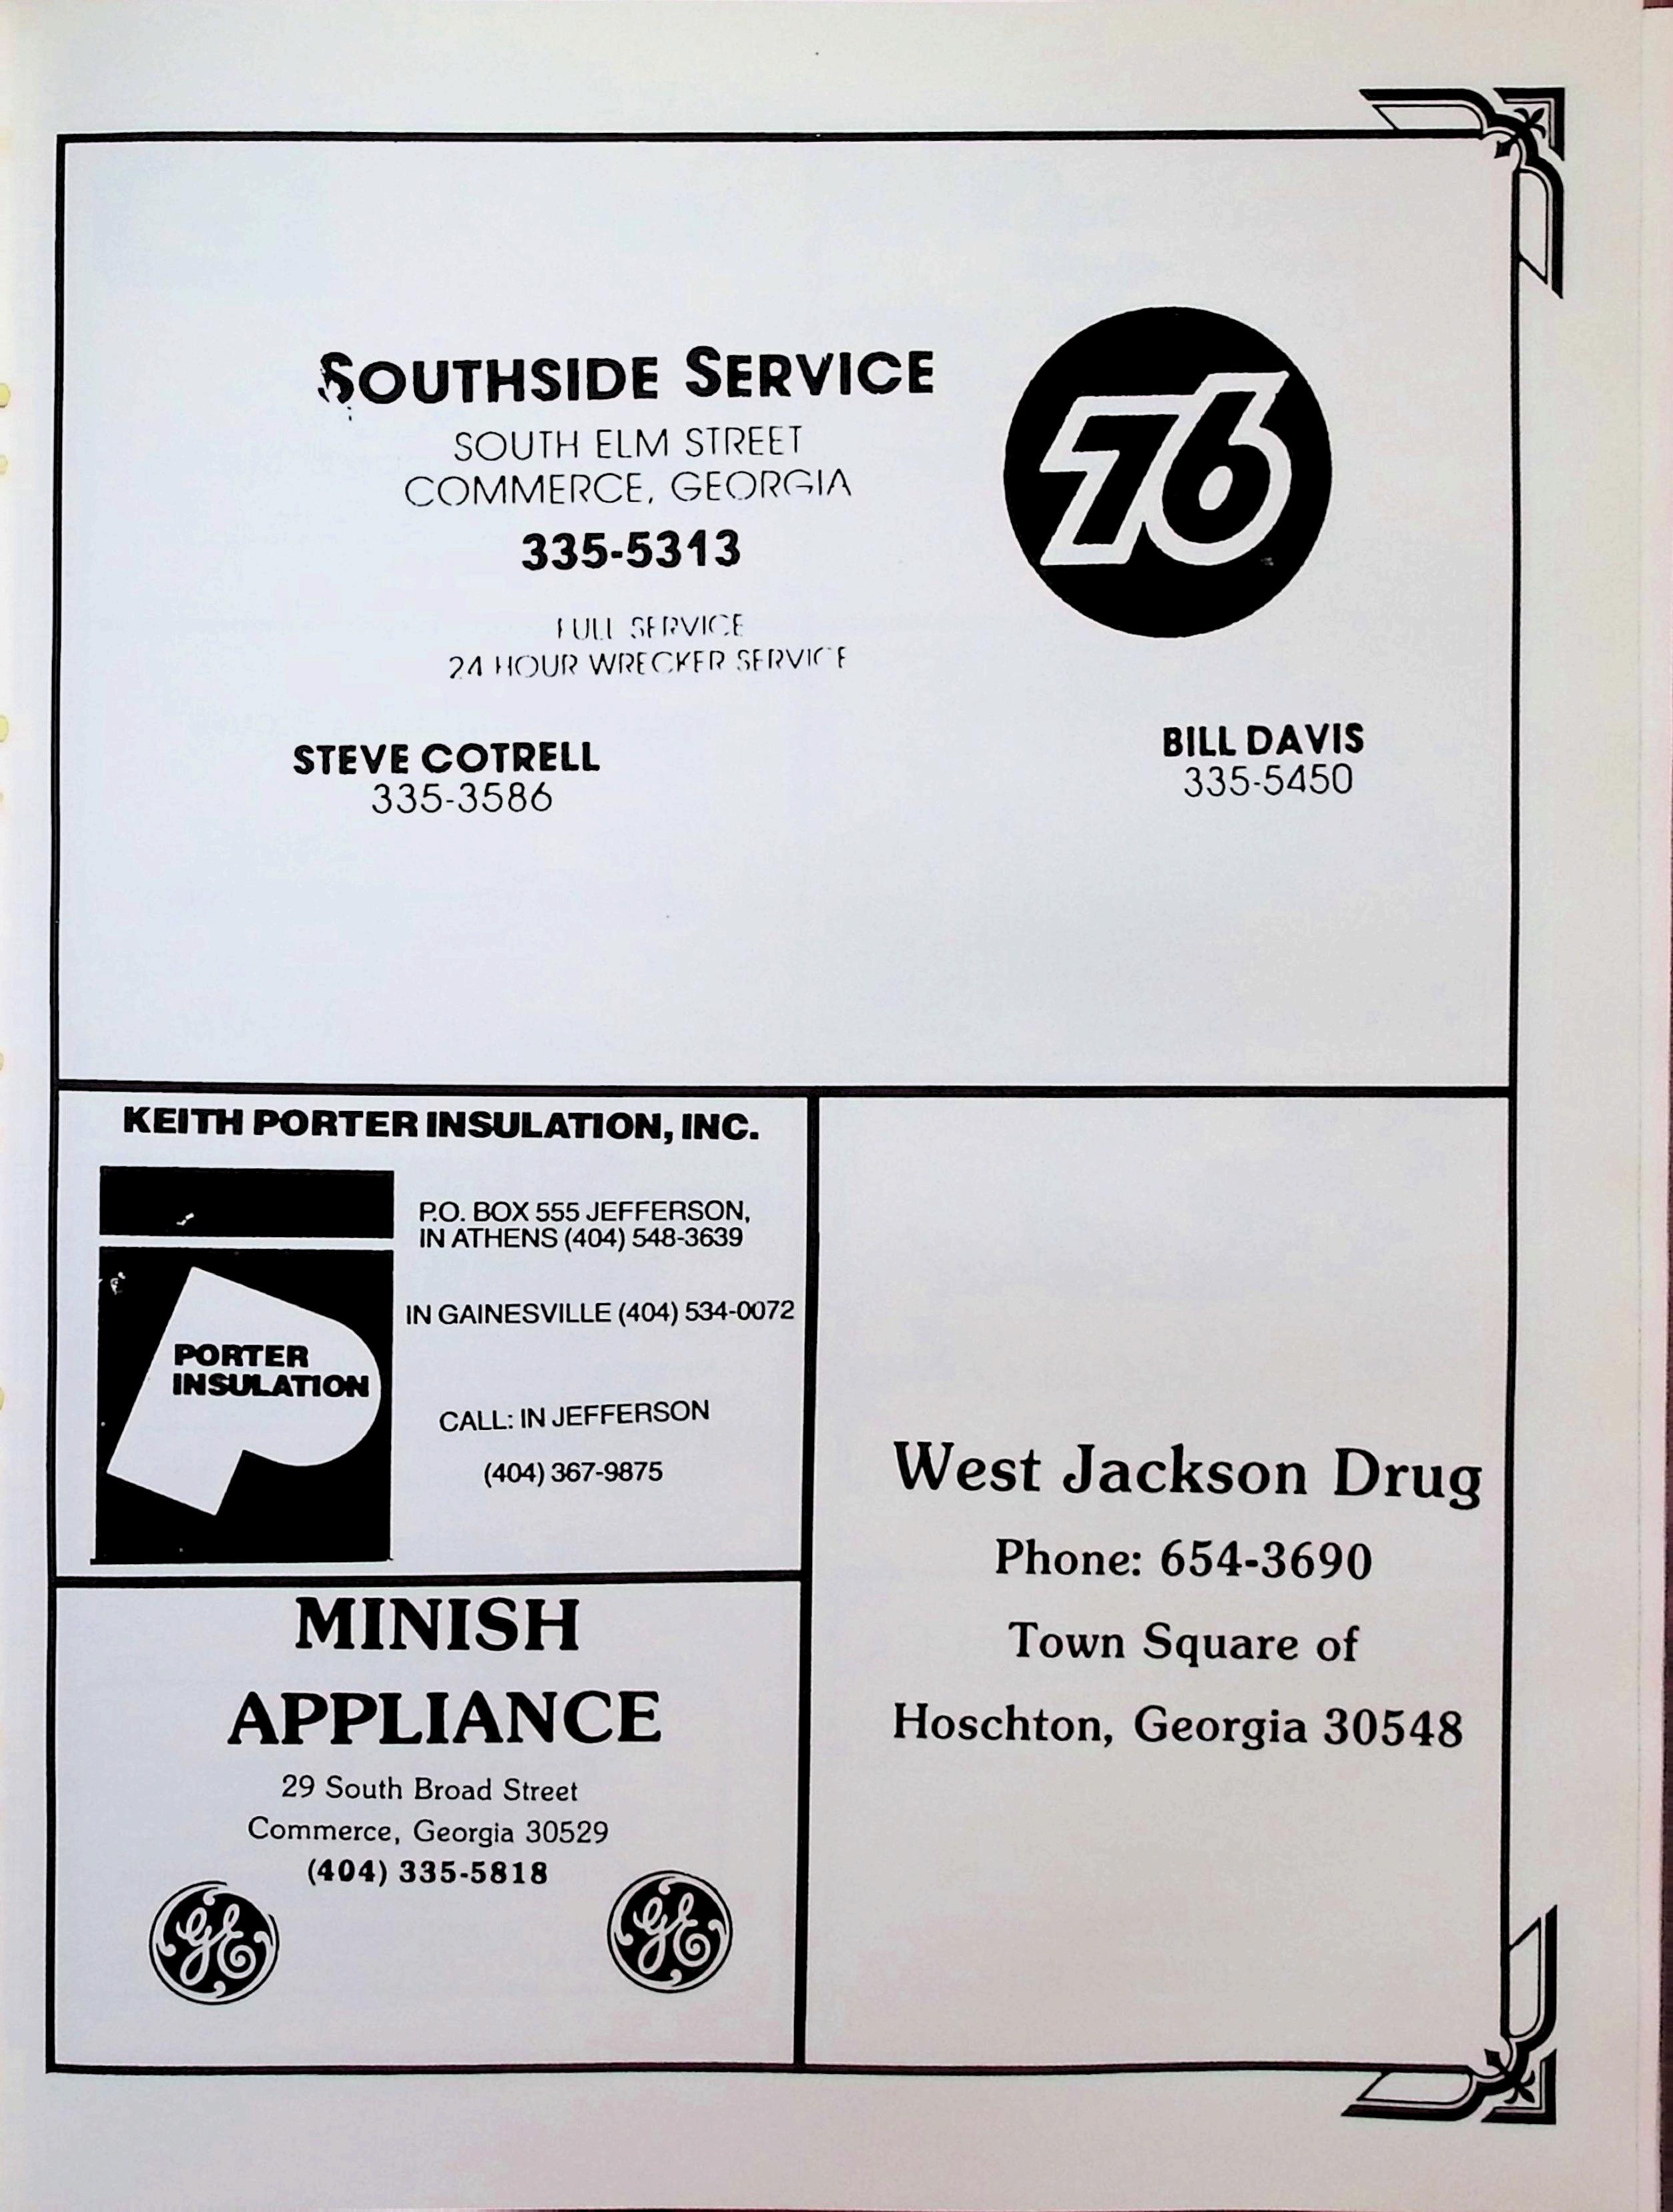 SOUTHSIDE SERVICE
SOUTH ELM STREET
COMMERCE, GEORGIA
335-5313
FULL SERVICE
24 HOUR WRECKER SERVICE
76
STEVE COTRELL
335-3586
BILL DAVIS
335-5450
KEITH PORTER INSULATION, INC.
P.O. BOX 555 JEFFERSON,
IN ATHENS (404) 548-3639
IN GAINESVILLE (404) 534-0072
CALL: IN JEFFERSON
(404) 367-9875
PORTER
INSULATION
MINISH
APPLIANCE
29 South Broad Street
Commerce, Georgia 30529
(404) 335-5818
GE
GE
West Jackson Drug
Phone: 654-3690
Town Square of
Hoschton, Georgia 30548